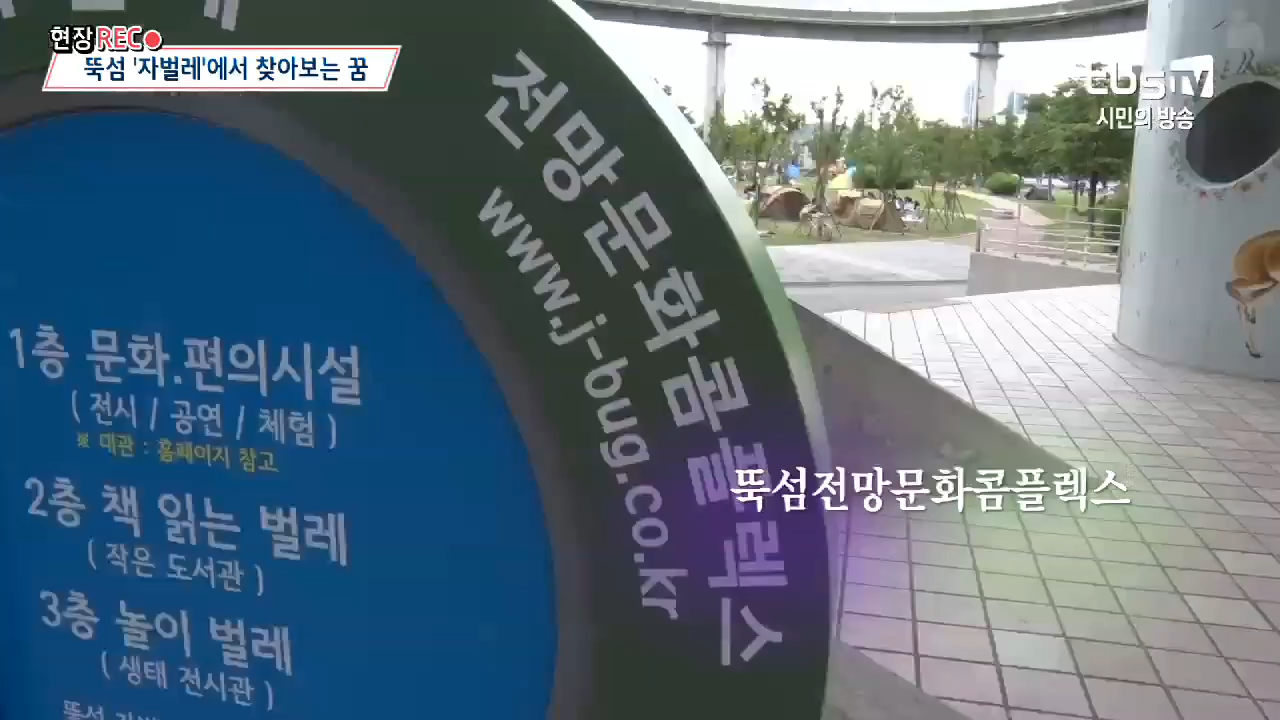 현장REC
뚝섬 '자벌레'에서 찾아보는 꿈
tbsTV
시민의 방송
전망문화콤플렉스
www.j-bug.co.kr
1층 문화.편의시설
( 전시 / 공연 / 체험 )
※ 대관 : 홈페이지 참고
2층 책 읽는 벌레
( 작은 도서관 )
3층 놀이 벌레
( 생태 전시관 )
뚝섬전망문화콤플렉스